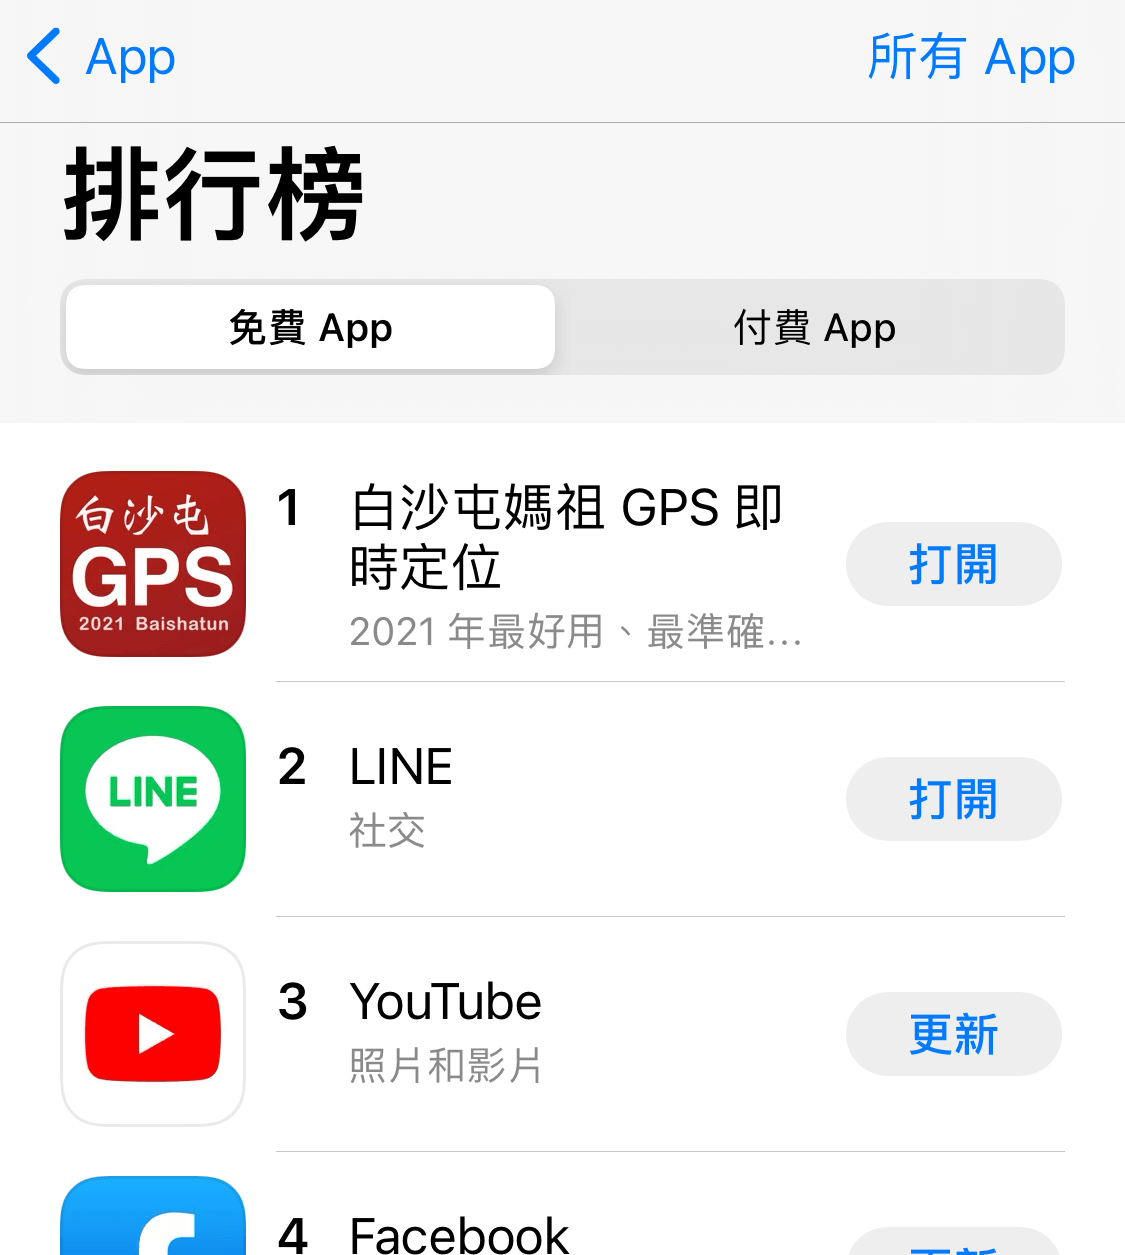 App
所有 App
排行榜
免費 App
付費 App
白沙屯
GPS
2021 Baishatun
1
白沙屯媽祖 GPS 即
時定位
2021 年最好用、最準確...
打開
LINE
2
LINE
社交
打開
3
YouTube
照片和影片
更新
4
Facebook
更新